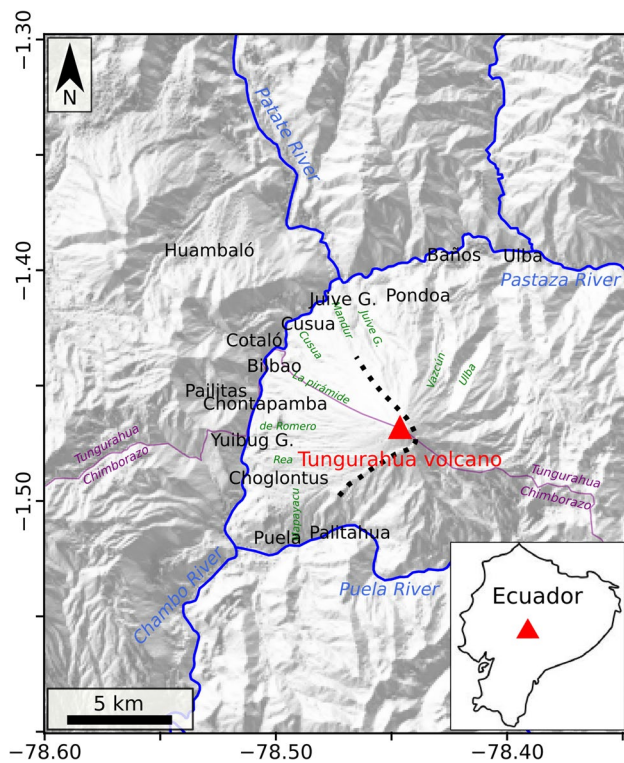 −1.30
N
Patate River
Huambaló
−1.40
Baños
Ulba
Pastaza River
Juive G.
Pondoa
Mandur
Juive G.
Cusua
Cusua
Cotaló
Bilbao
Vazcún
Ulba
La pirámide
Pailitas
Chontapamba
de Romero
Yuibug G.
Tungurahua
Chimborazo
Rea
Tungurahua volcano
Choglontus
Tungurahua
Chimborazo
−1.50
Puela
Palitahua
Chambo River
Puela River
Ecuador
5 km
−78.60
−78.50
−78.40